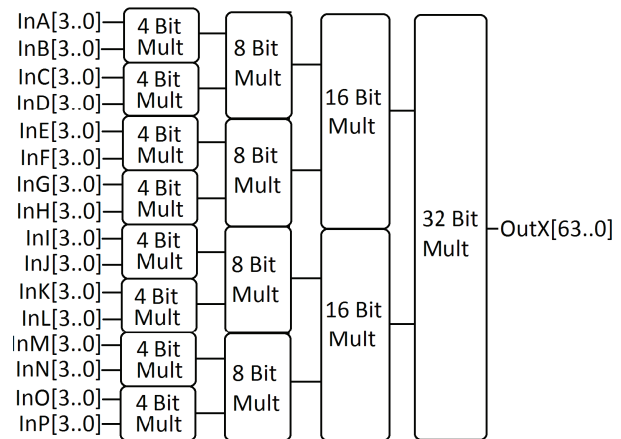 InA[3..0]
InB[3..0]
InC[3..0]
InD[3..0]
InE[3..0]
InF[3..0]
InG[3..0]
InH[3..0]
InI[3..0]
InJ[3..0]
InK[3..0]
InL[3..0]
InM[3..0]
InN[3..0]
InO[3..0]
InP[3..0]
4 Bit
Mult
4 Bit
Mult
4 Bit
Mult
4 Bit
Mult
4 Bit
Mult
4 Bit
Mult
4 Bit
Mult
4 Bit
Mult
8 Bit
Mult
8 Bit
Mult
8 Bit
Mult
8 Bit
Mult
16 Bit
Mult
16 Bit
Mult
32 Bit
Mult
OutX[63..0]